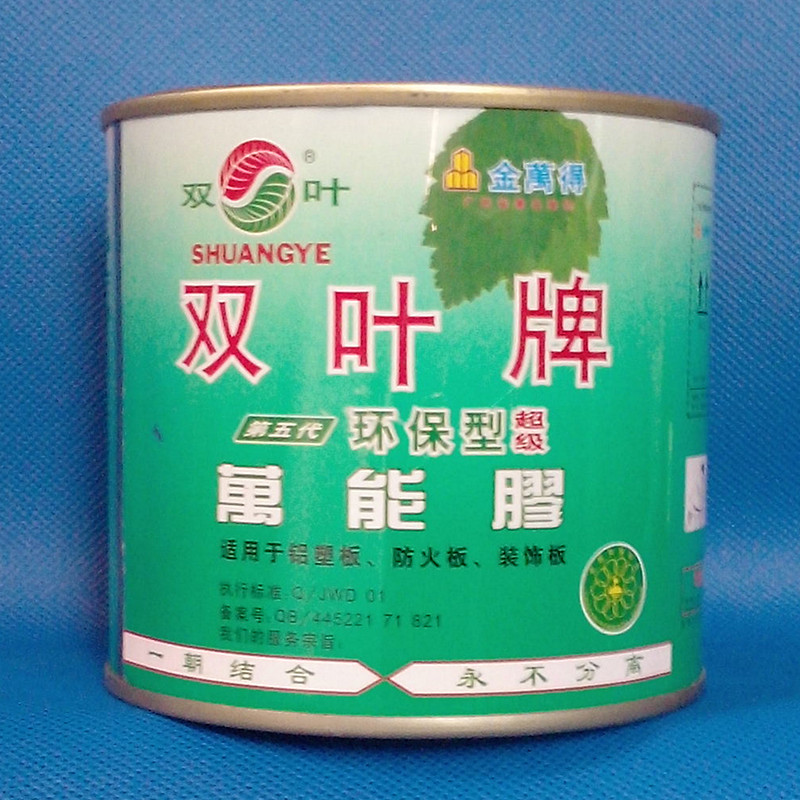 双 叶 ®
SHUANGYE
金萬得
双叶牌
第五代 环保型 超级
萬能膠
适用于铝塑板、防火板、装饰板
执行标准:Q/JWD 01
备案号:QB/445221 71 821
我们的服务宗旨:
一朝结合 永不分离